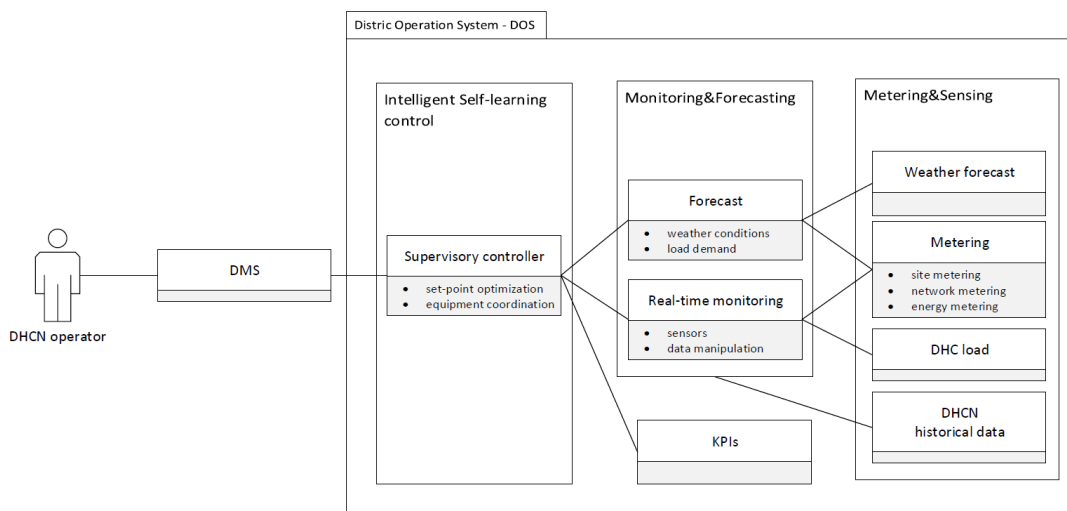 Distric Operation System - DOS
Intelligent Self-learning
control
Monitoring&Forecasting
Metering&Sensing
Weather forecast
Forecast
• weather conditions
• load demand
Metering
• site metering
• network metering
• energy metering
Supervisory controller
• set-point optimization
• equipment coordination
DMS
DHCN operator
Real-time monitoring
• sensors
• data manipulation
DHC load
DHCN
historical data
KPIs